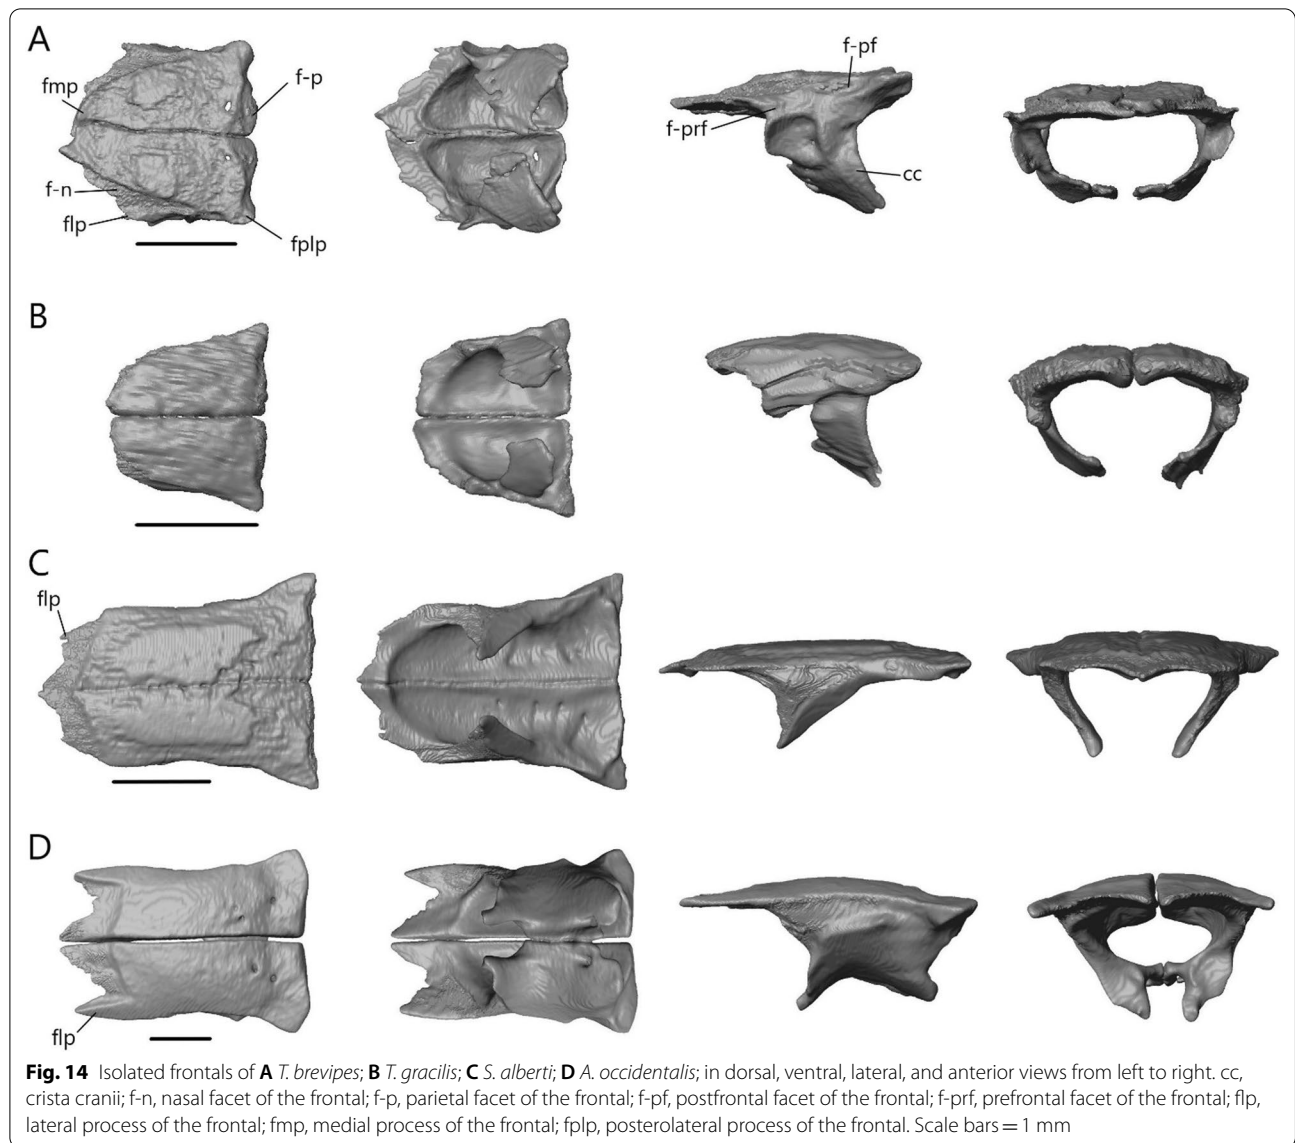 A
fmp
f-p
f-n
flp
fplp
f-pf
f-prf
cc
B
C
flp
D
flp
Fig. 14 Isolated frontals of A T. brevipes; B T. gracilis; C S. alberti; D A. occidentalis; in dorsal, ventral, lateral, and anterior views from left to right. cc,
crista cranii; f-n, nasal facet of the frontal; f-p, parietal facet of the frontal; f-pf, postfrontal facet of the frontal; f-prf, prefrontal facet of the frontal; flp,
lateral process of the frontal; fmp, medial process of the frontal; fplp, posterolateral process of the frontal. Scale bars = 1 mm